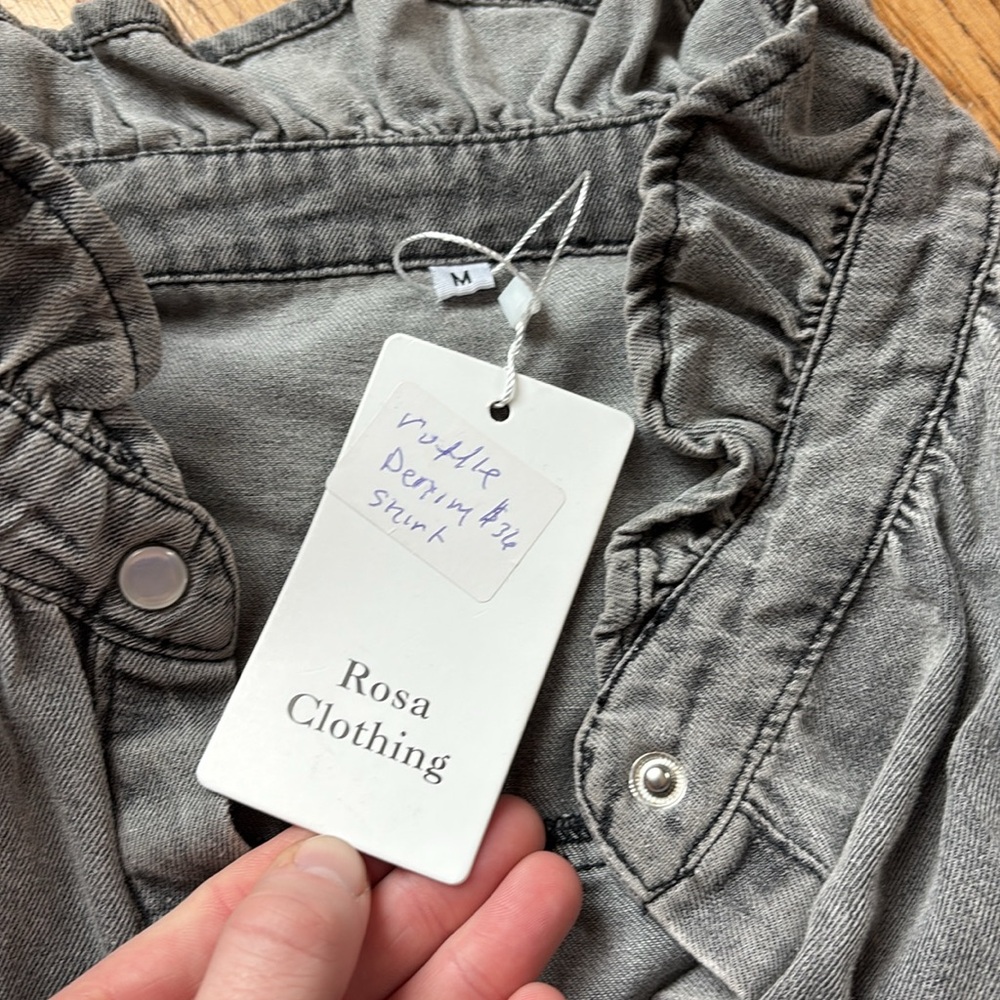 M
ruffle
Denim $36
shirt
Rosa
Clothing